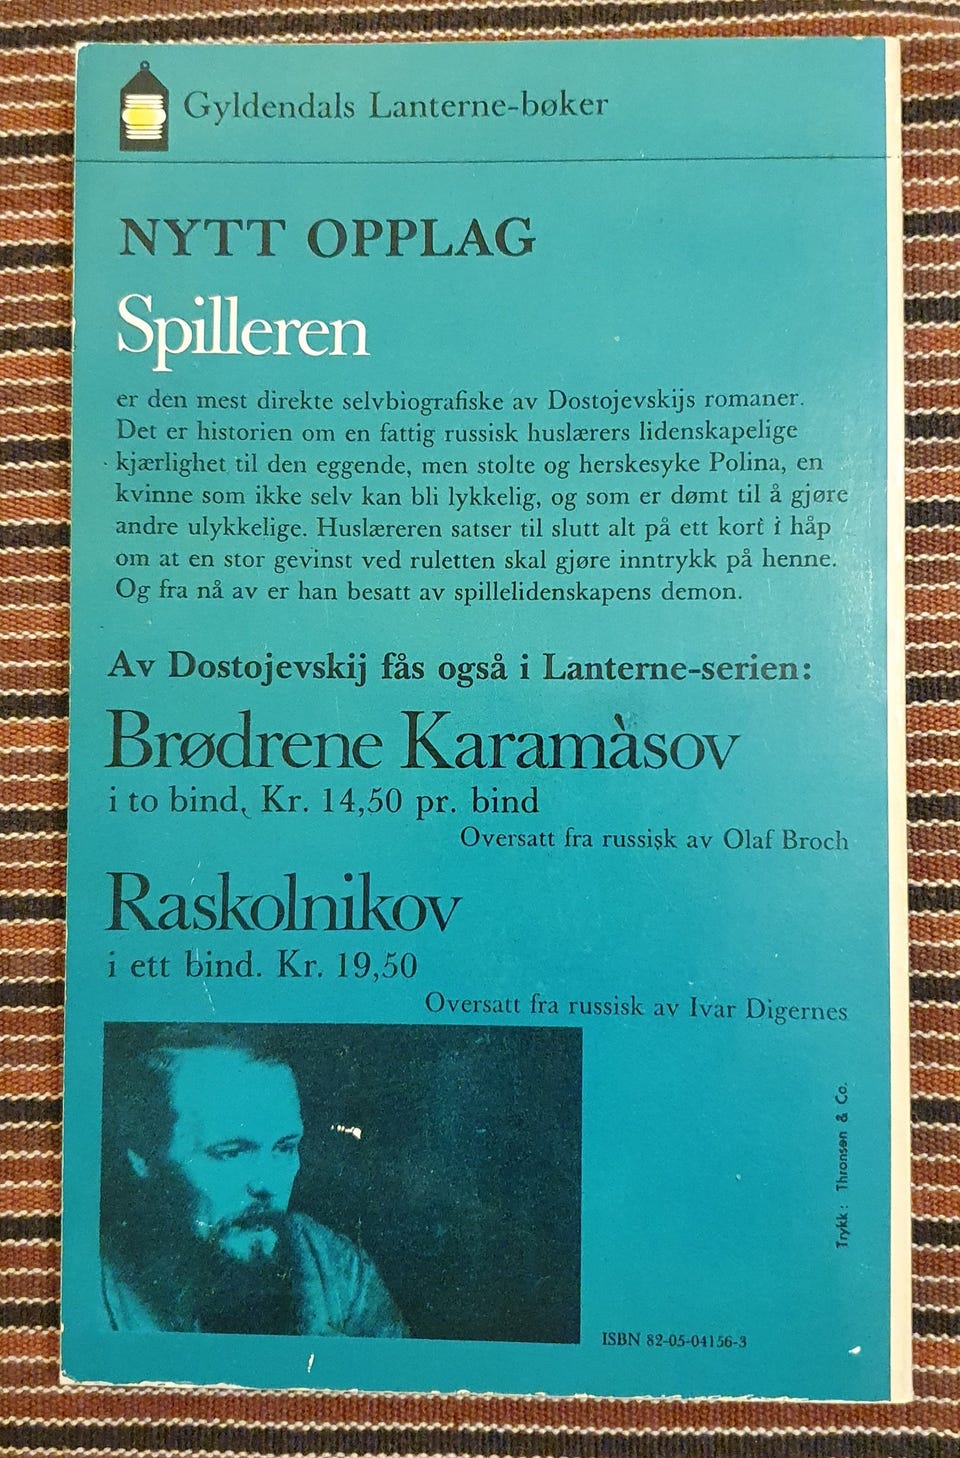 Gyldendals Lanterne-bøker
NYTT OPPLAG
Spilleren
er den mest direkte selvbiografiske av Dostojevskijs romaner.
Det er historien om en fattig russisk huslærers lidenskapelige
kjærlighet til den eggende, men stolte og herskesyke Polina, en
kvinne som ikke selv kan bli lykkelig, og som er dømt til å gjøre
andre ulykkelige. Huslæreren satser til slutt alt på ett kort i håp
om at en stor gevinst ved ruletten skal gjøre inntrykk på henne.
Og fra nå av er han besatt av spillelidenskapens demon.
Av Dostojevskij fås også i Lanterne-serien:
Brødrene Karamàsov
i to bind, Kr. 14,50 pr. bind
Oversatt fra russisk av Olaf Broch
Raskolnikov
i ett bind. Kr. 19,50
Oversatt fra russisk av Ivar Digernes
Trykk: Thronsen & Co.
ISBN 82-05-04156-3